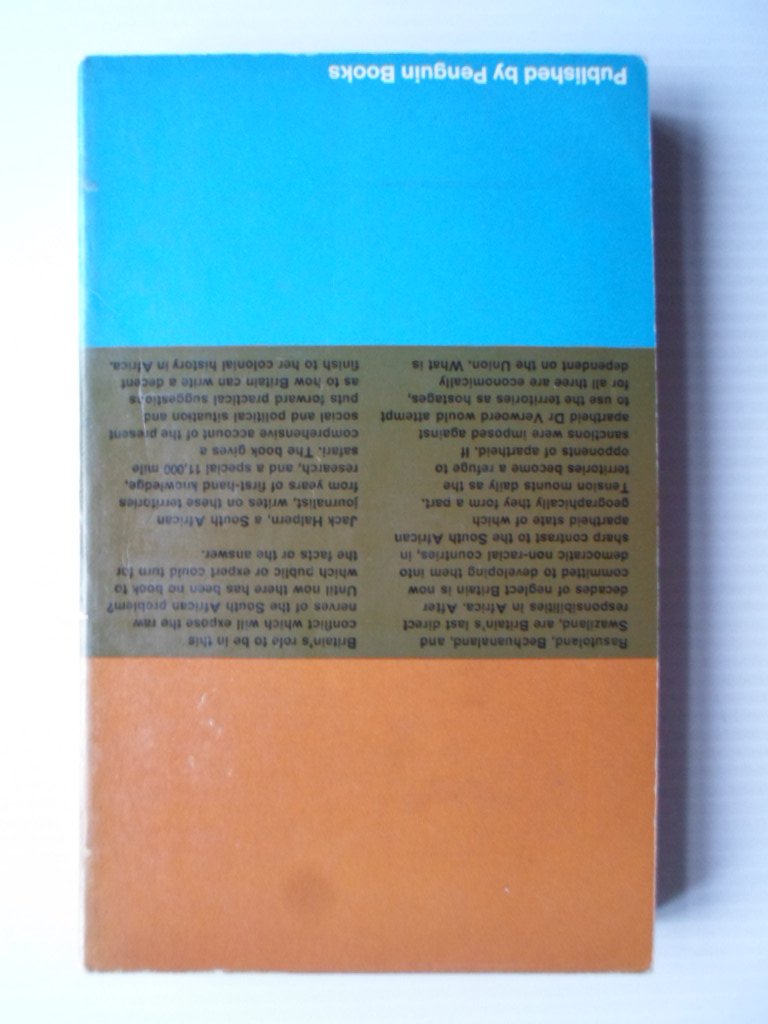 Basutoland, Bechuanaland, and
Swaziland, are Britain's last direct
responsibilities in Africa. After
decades of neglect Britain is now
committed to developing them into
democratic non-racial countries, in
sharp contrast to the South African
apartheid state of which
geographically they form a part.
Tension mounts daily as the
territories become a refuge to
opponents of apartheid. If
sanctions were imposed against
apartheid Dr Verwoerd would attempt
to use the territories as hostages,
for all three are economically
dependent on the Union. What is
Britain's role to be in this
conflict which will expose the raw
nerves of the South African problem?
Until now there has been no book to
which public or expert could turn for
the facts or the answer.
Jack Halpern, a South African
journalist, writes on these territories
from years of first-hand knowledge,
research, and a special 11,000 mile
safari. The book gives a
comprehensive account of the present
social and political situation and
puts forward practical suggestions
as to how Britain can write a decent
finish to her colonial history in Africa.
Published by Penguin Books